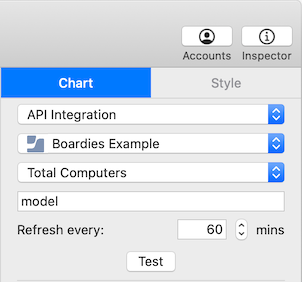 Accounts Inspector
Chart Style
API Integration
Boardies Example
Total Computers
model
Refresh every: 60 mins
Test